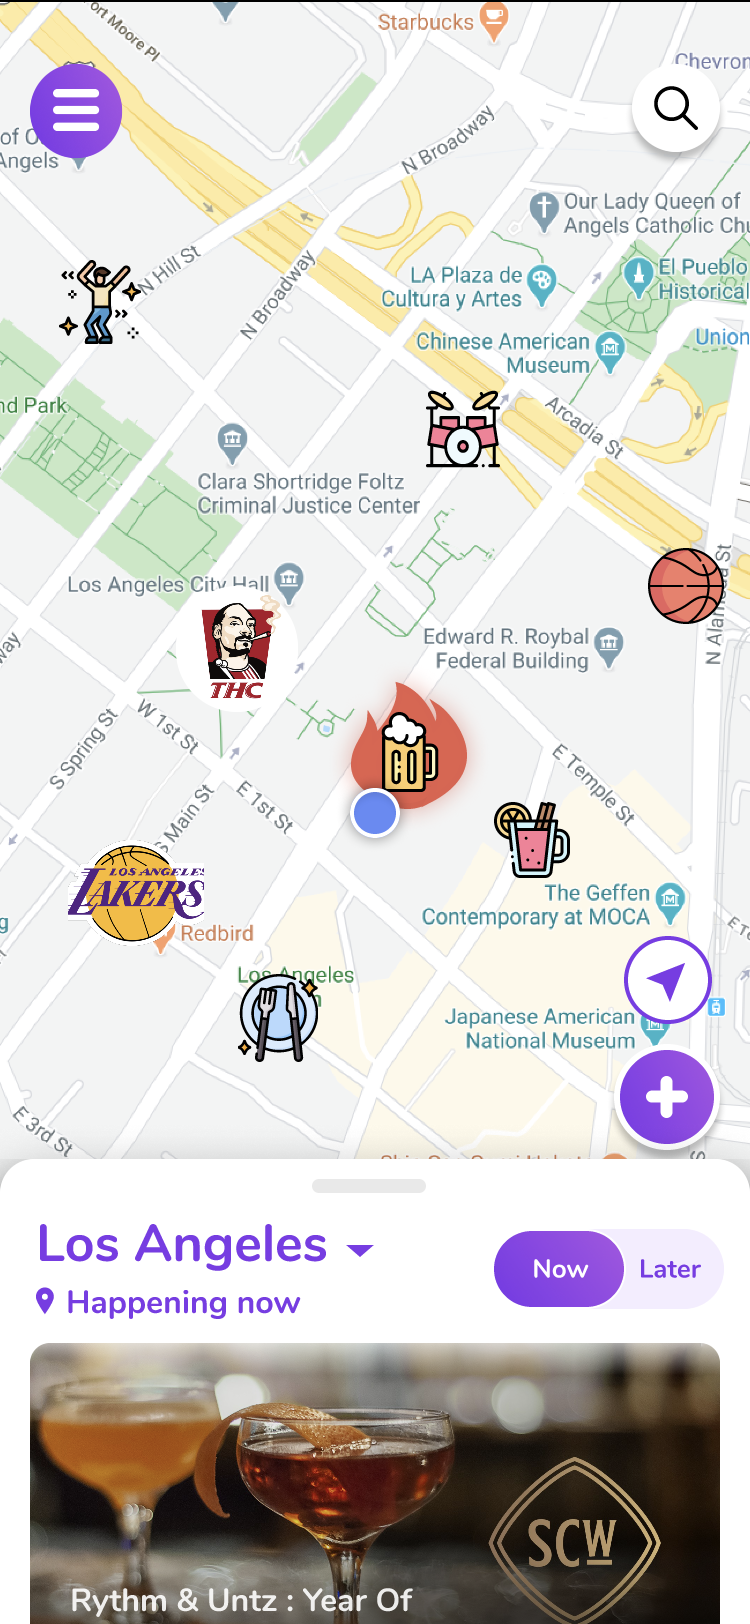 ort Moore Pl
Starbucks
Chevron
of O
Angels
N Broadway
Our Lady Queen of
Angels Catholic Chu
N Hill St
N Broadway
LA Plaza de
Cultura y Artes
El Pueblo
Historical
Chinese American
Museum
Union
nd Park
Arcadia St
Clara Shortridge Foltz
Criminal Justice Center
Los Angeles City Hall
N Alameda St
THC
Edward R. Roybal
Federal Building
way
W 1st St
S Spring St
E 1st St
E Temple St
S Main St
LOS ANGELES
LAKERS
The Geffen
Contemporary at MOCA
g
Redbird
E Te
Los Angeles
n
Japanese American
National Museum
E 3rd St
S
Los Angeles
Happening now
Now
Later
SCW
Rythm & Untz : Year Of